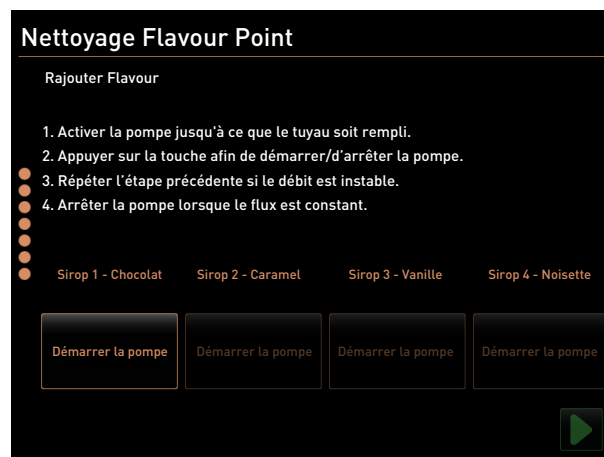 Nettoyage Flavour Point
Rajouter Flavour
1. Activer la pompe jusqu'à ce que le tuyau soit rempli.
2. Appuyer sur la touche afin de démarrer/d'arrêter la pompe.
3. Répéter l'étape précédente si le débit est instable.
4. Arrêter la pompe lorsque le flux est constant.
Sirop 1 - Chocolat Sirop 2 - Caramel Sirop 3 - Vanille Sirop 4 - Noisette
Démarrer la pompe Démarrer la pompe Démarrer la pompe Démarrer la pompe